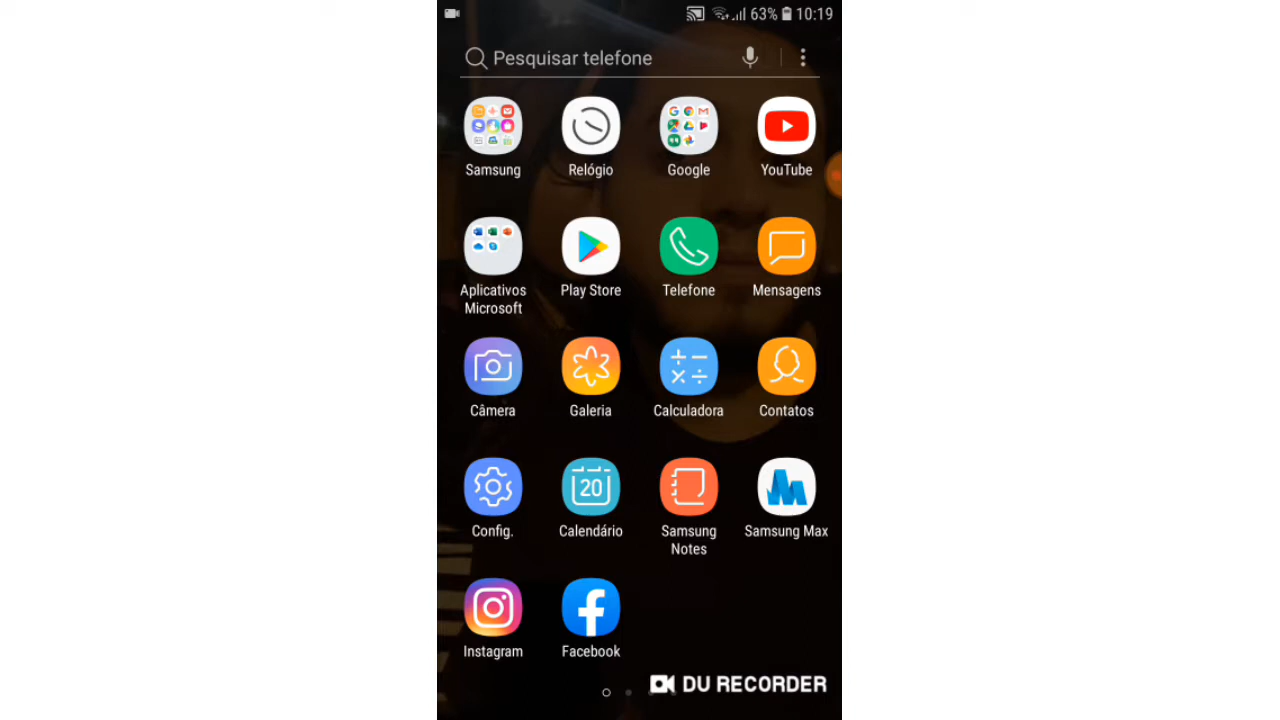 63% 10:19
Pesquisar telefone
Samsung
Relógio
Google
YouTube
Aplicativos
Microsoft
Play Store
Telefone
Mensagens
Câmera
Galeria
Calculadora
Contatos
20
Config.
Calendário
Samsung
Notes
Samsung Max
Instagram
Facebook
DU RECORDER